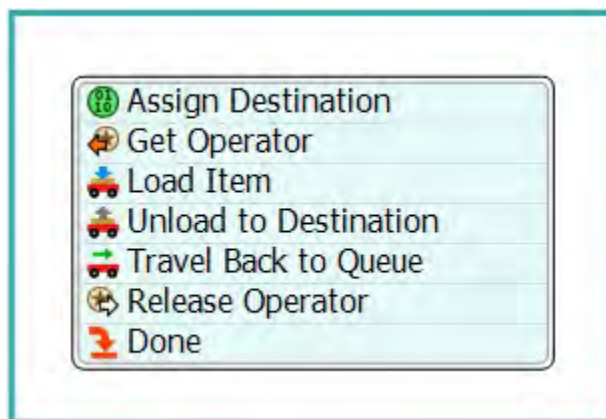 Assign Destination
Get Operator
Load Item
Unload to Destination
Travel Back to Queue
Release Operator
Done